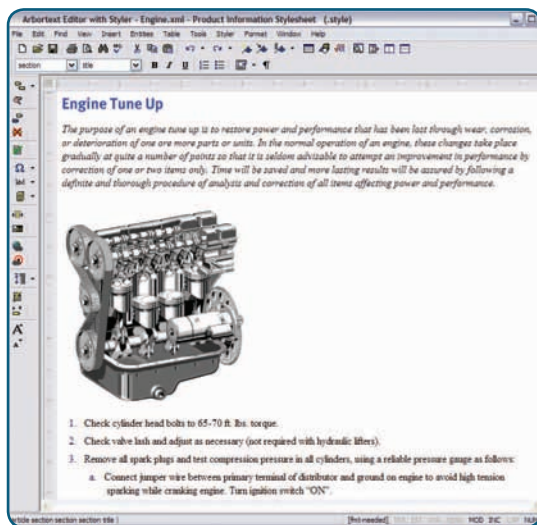 Arbortext Editor with Styler - Engine.xml - Product Information Stylesheet (.style)
File Edit Find View Insert Entities Table Tools Styler Format Window Help
section title B I U
Engine Tune Up
The purpose of an engine tune up is to restore power and performance that has been lost through wear, corrosion,
or deterioration of one ore more parts or units. In the normal operation of an engine, these changes take place
gradually at quite a number of points so that it is seldom advisable to attempt an improvement in performance by
correction of one or two items only. Time will be saved and more lasting results will be assured by following a
definite and thorough procedure of analysis and correction of all items affecting power and performance.
1. Check cylinder head bolts to 65-70 ft. lbs. torque.
2. Check valve lash and adjust as necessary (not required with hydraulic lifters).
3. Remove all spark plugs and test compression pressure in all cylinders, using a reliable pressure gauge as follows:
a. Connect jumper wire between primary terminal of distributor and ground on engine to avoid high tension
sparking while cranking engine. Turn ignition switch "ON".
article section section section title [fmt-needed] MOD INC NUM